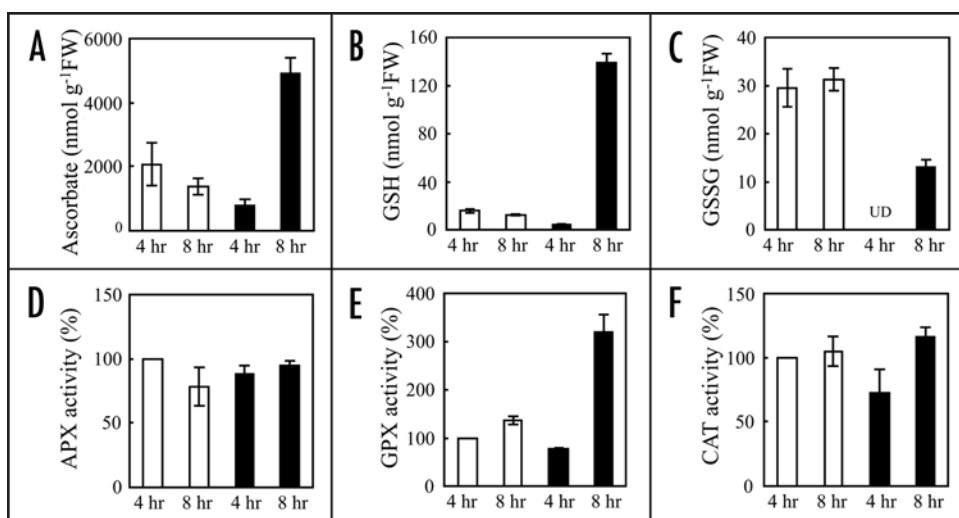 A
Ascorbate (nmol g⁻¹FW)
6000
4000
2000
0
4 hr 8 hr 4 hr 8 hr
B
GSH (nmol g⁻¹FW)
160
120
80
40
0
4 hr 8 hr 4 hr 8 hr
C
GSSG (nmol g⁻¹FW)
40
30
20
10
0
UD
4 hr 8 hr 4 hr 8 hr
D
APX activity (%)
150
100
50
0
4 hr 8 hr 4 hr 8 hr
E
GPX activity (%)
400
300
200
100
0
4 hr 8 hr 4 hr 8 hr
F
CAT activity (%)
150
100
50
0
4 hr 8 hr 4 hr 8 hr